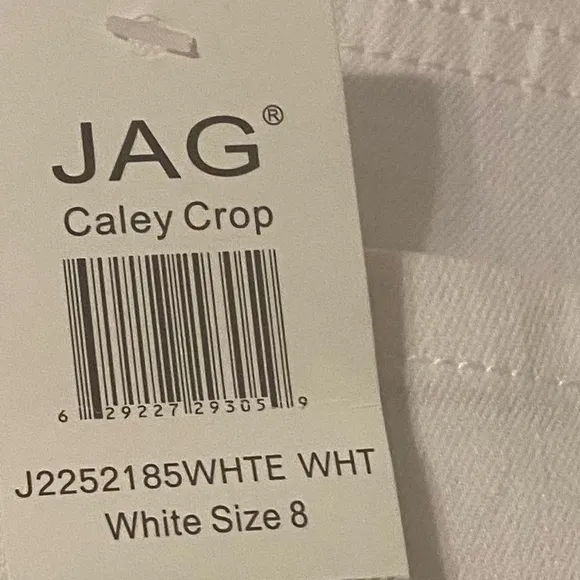 JAG®
Caley Crop
6 29227 29305 9
J2252185WHTE WHT
White Size 8